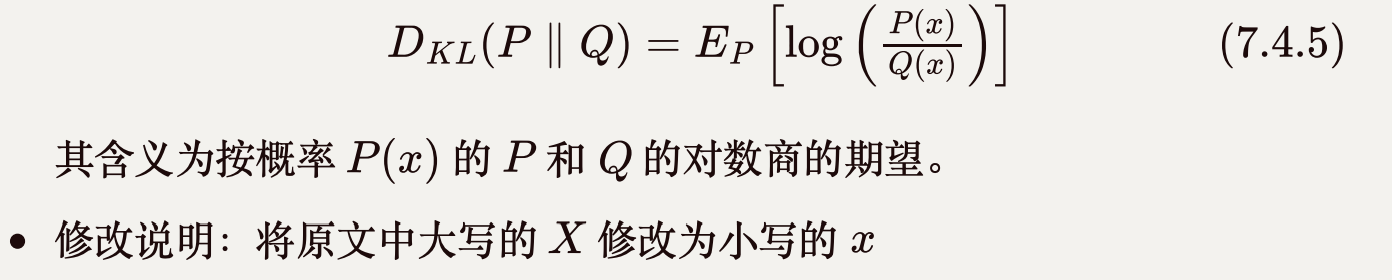 $D_{KL}(P \parallel Q) = E_P \left[ \log \left( \frac{P(x)}{Q(x)} \right) \right]$ (7.4.5)
其含义为按概率 $P(x)$ 的 $P$ 和 $Q$ 的对数商的期望。
• 修改说明：将原文中大写的 $X$ 修改为小写的 $x$